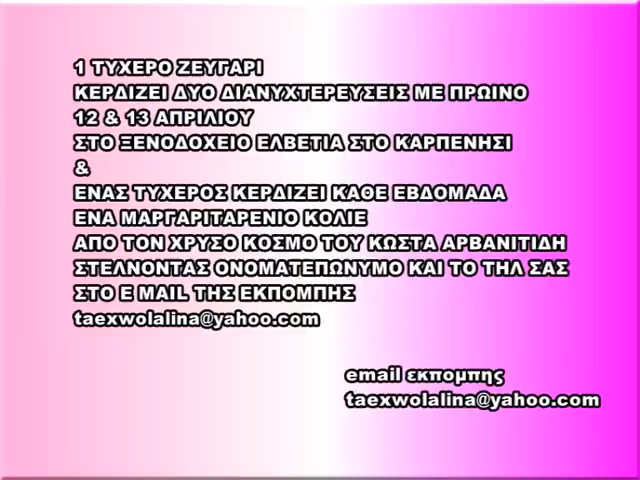 1 ΤΥΧΕΡΟ ΖΕΥΓΑΡΙ
ΚΕΡΔΙΖΕΙ ΔΥΟ ΔΙΑΝΥΧΤΕΡΕΥΣΕΙΣ ΜΕ ΠΡΩΙΝΟ
12 & 13 ΑΠΡΙΛΙΟΥ
ΣΤΟ ΞΕΝΟΔΟΧΕΙΟ ΕΛΒΕΤΙΑ ΣΤΟ ΚΑΡΠΕΝΗΣΙ
&
ΕΝΑΣ ΤΥΧΕΡΟΣ ΚΕΡΔΙΖΕΙ ΚΑΘΕ ΕΒΔΟΜΑΔΑ
ΕΝΑ ΜΑΡΓΑΡΙΤΑΡΕΝΙΟ ΚΟΛΙΕ
ΑΠΟ ΤΟΝ ΧΡΥΣΟ ΚΟΣΜΟ ΤΟΥ ΚΩΣΤΑ ΑΡΒΑΝΙΤΙΔΗ
ΣΤΕΛΝΟΝΤΑΣ ΟΝΟΜΑΤΕΠΩΝΥΜΟ ΚΑΙ ΤΟ ΤΗΛ ΣΑΣ
ΣΤΟ E MAIL ΤΗΣ ΕΚΠΟΜΠΗΣ
taexwolalina@yahoo.com
email εκπομπης
taexwolalina@yahoo.com